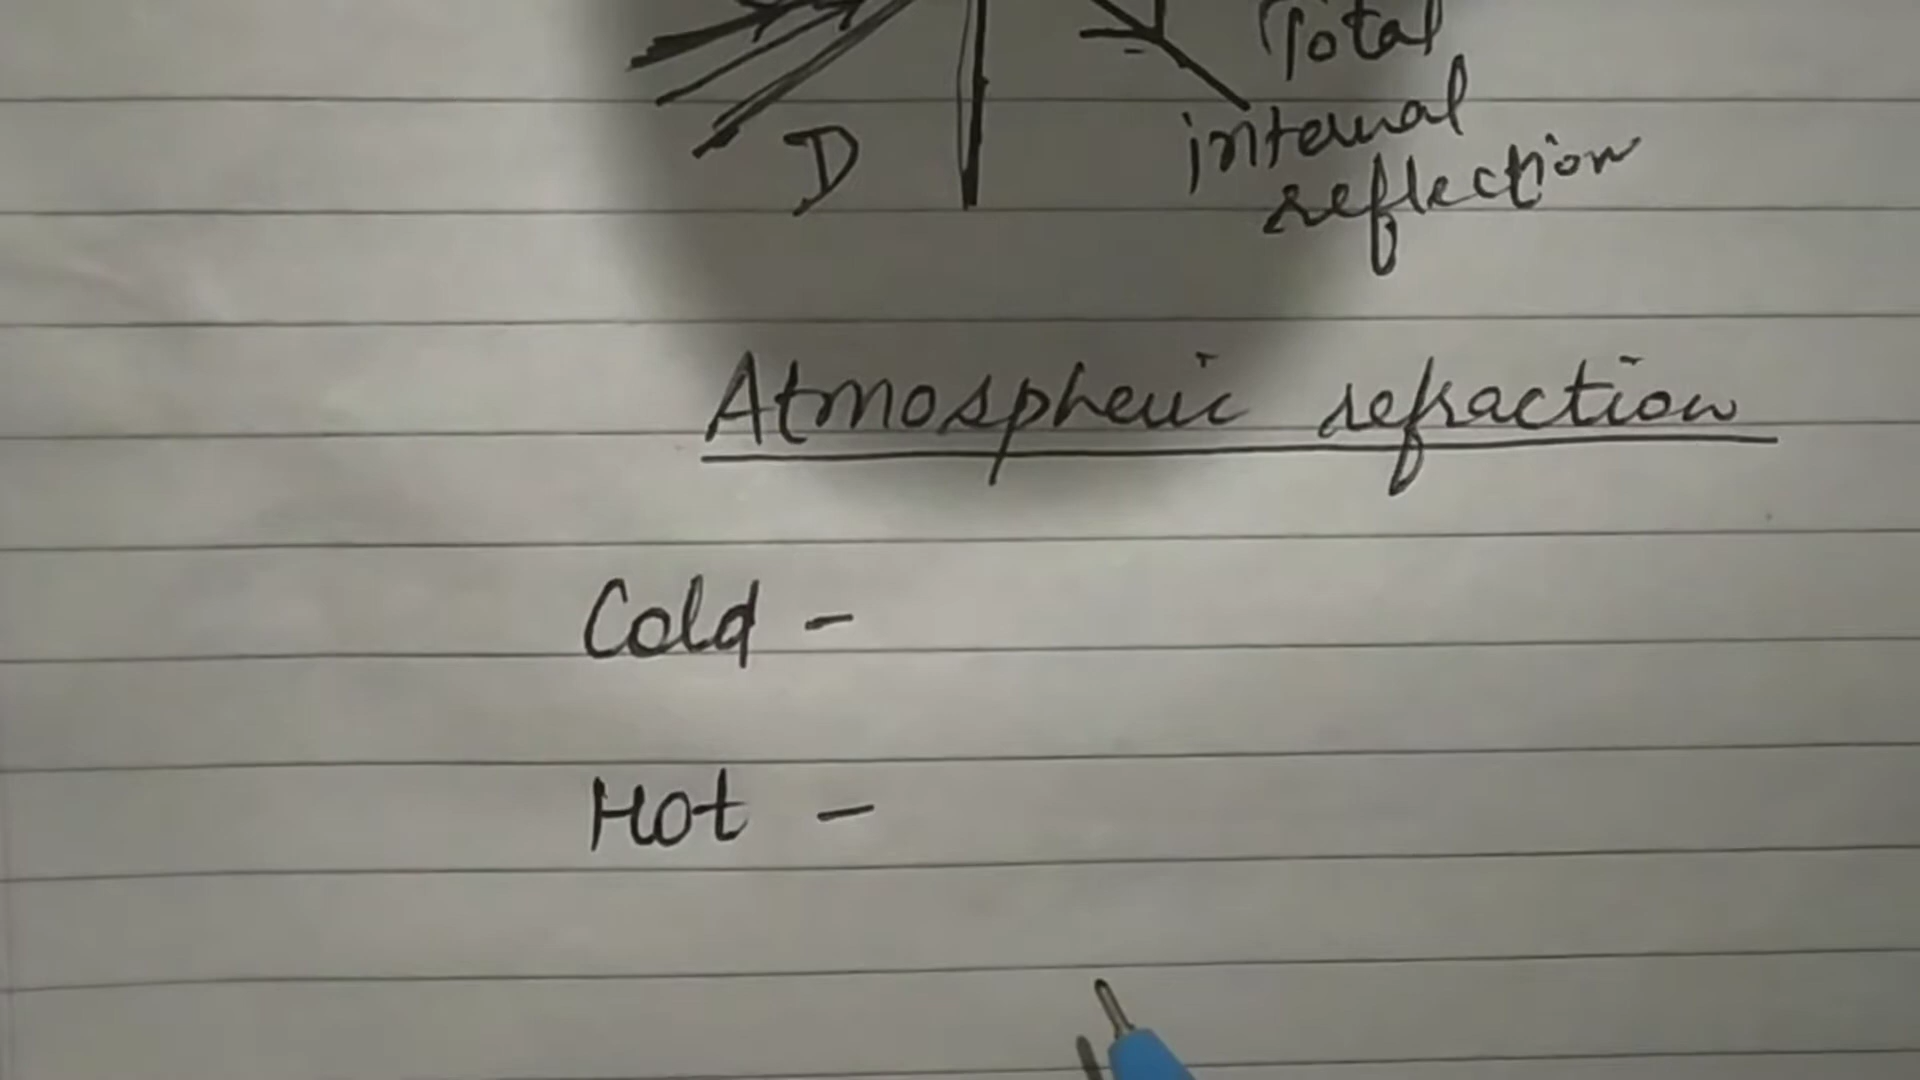 Total
internal
reflection
D
Atmospheric refraction
Cold -
Hot -